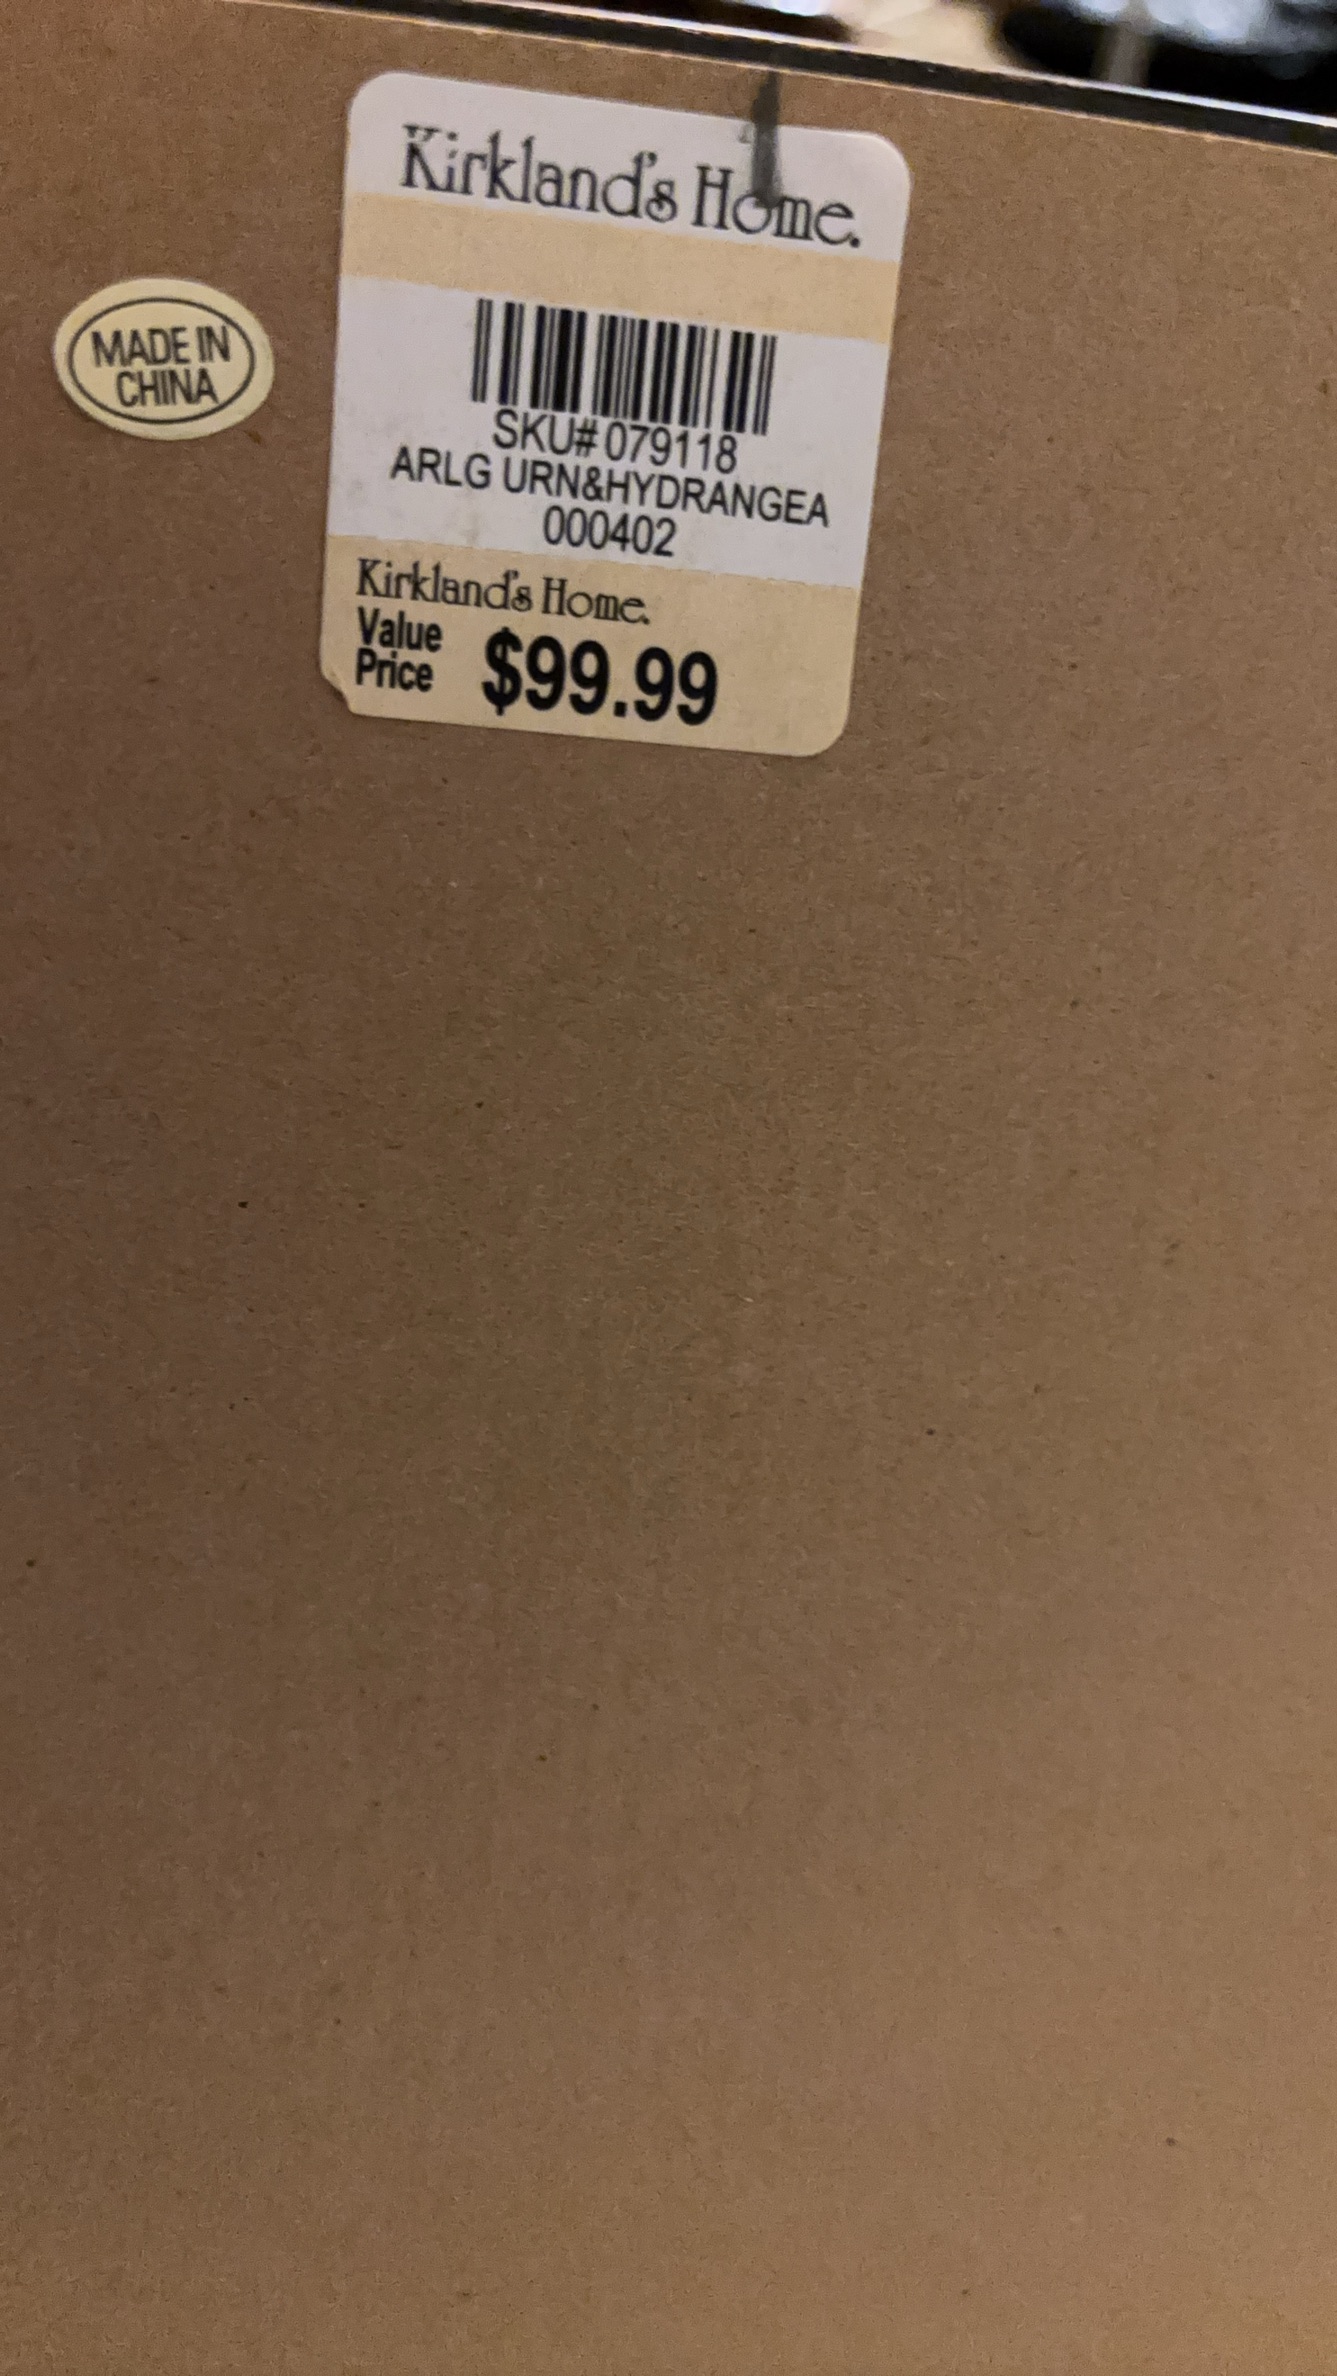 Kirkland's Home.
MADE IN
CHINA
SKU# 079118
ARLG URN&HYDRANGEA
000402
Kirkland's Home.
Value
Price $99.99